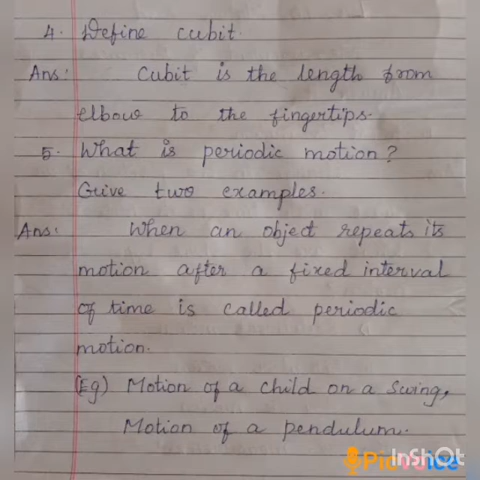 4. Define cubit.
Ans: Cubit is the length from
elbow to the fingertips.
5. What is periodic motion?
Give two examples.
Ans: When an object repeats its
motion after a fixed interval
of time is called periodic
motion.
(Eg) Motion of a child on a swing,
Motion of a pendulum.
InShOt